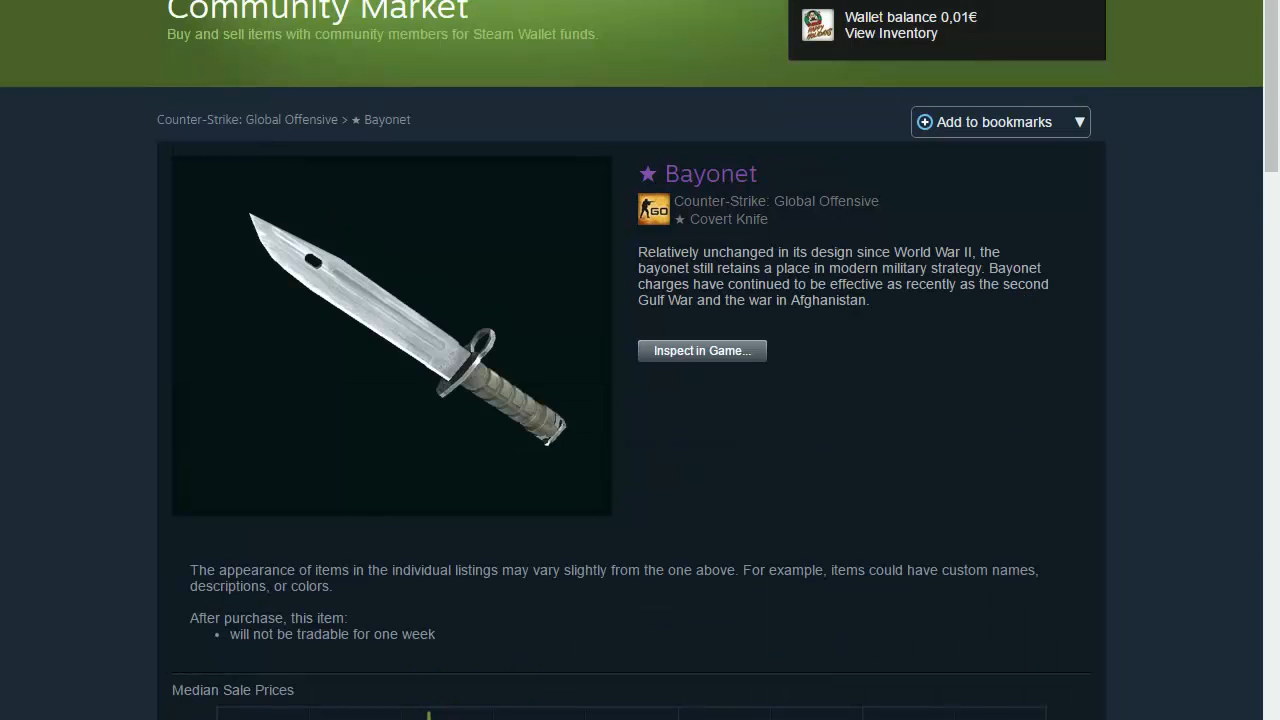 Community Market
Buy and sell items with community members for Steam Wallet funds.
Wallet balance 0,01€
View Inventory
Counter-Strike: Global Offensive > ★ Bayonet
Add to bookmarks ▼
★ Bayonet
GO
Counter-Strike: Global Offensive
★ Covert Knife
Relatively unchanged in its design since World War II, the
bayonet still retains a place in modern military strategy. Bayonet
charges have continued to be effective as recently as the second
Gulf War and the war in Afghanistan.
Inspect in Game...
The appearance of items in the individual listings may vary slightly from the one above. For example, items could have custom names,
descriptions, or colors.
After purchase, this item:
• will not be tradable for one week
Median Sale Prices